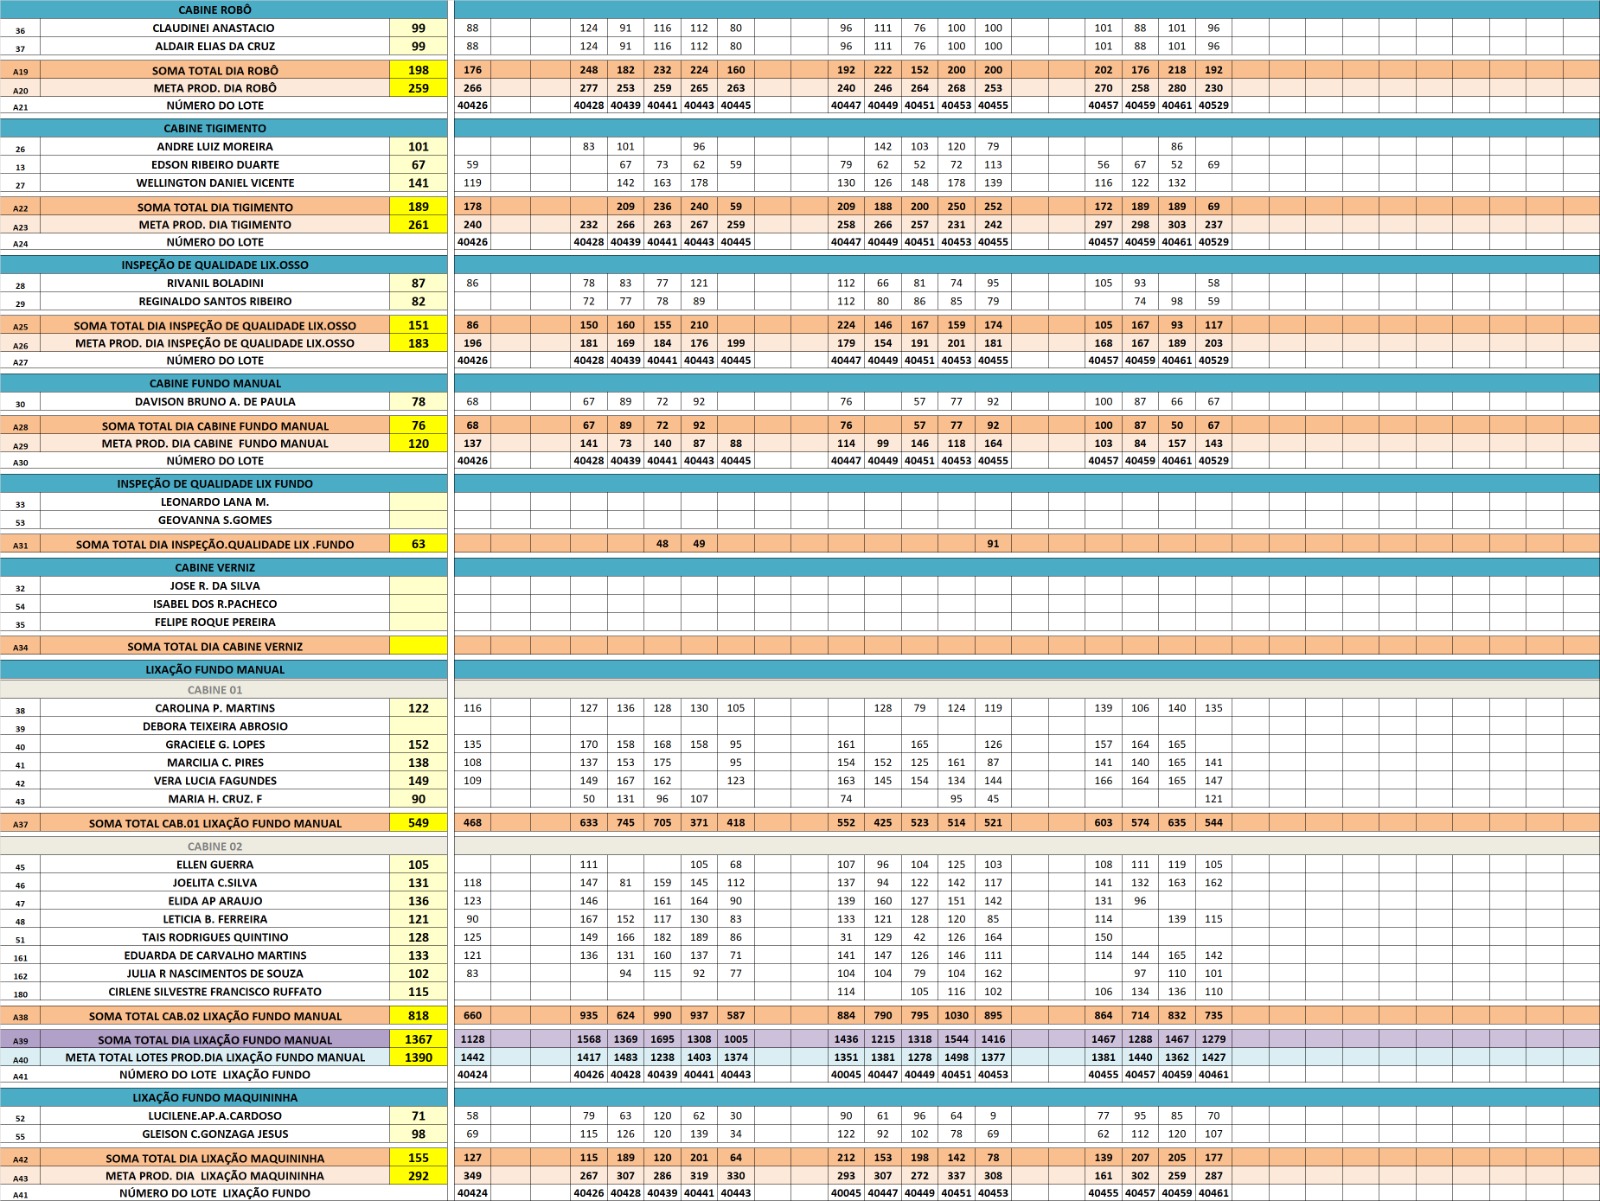 CABINE ROBÔ
36 CLAUDINEI ANASTACIO 99 88 124 91 116 112 80 96 111 76 100 100 101 88 101 96
37 ALDAIR ELIAS DA CRUZ 99 88 124 91 116 112 80 96 111 76 100 100 101 88 101 96
A19 SOMA TOTAL DIA ROBÔ 198 176 248 182 232 224 160 192 222 152 200 200 202 176 218 192
A20 META PROD. DIA ROBÔ 259 266 277 253 259 265 263 240 246 264 268 253 270 258 280 230
A21 NÚMERO DO LOTE 40426 40428 40439 40441 40443 40445 40447 40449 40451 40453 40455 40457 40459 40461 40529
CABINE TIGIMENTO
26 ANDRE LUIZ MOREIRA 101 83 101 96 142 103 120 79 86
13 EDSON RIBEIRO DUARTE 67 59 67 73 62 59 79 62 52 72 113 56 67 52 69
27 WELLINGTON DANIEL VICENTE 141 119 142 163 178 130 126 148 178 139 116 122 132
A22 SOMA TOTAL DIA TIGIMENTO 189 178 209 236 240 59 209 188 200 250 252 172 189 189 69
A23 META PROD. DIA TIGIMENTO 261 240 232 266 263 267 259 258 266 257 231 242 297 298 303 237
A24 NÚMERO DO LOTE 40426 40428 40439 40441 40443 40445 40447 40449 40451 40453 40455 40457 40459 40461 40529
INSPEÇÃO DE QUALIDADE LIX.OSSO
28 RIVANIL BOLADINI 87 86 78 83 77 121 112 66 81 74 95 105 93 58
29 REGINALDO SANTOS RIBEIRO 82 72 77 78 89 112 80 86 85 79 74 98 59
A25 SOMA TOTAL DIA INSPEÇÃO DE QUALIDADE LIX.OSSO 151 86 150 160 155 210 224 146 167 159 174 105 167 93 117
A26 META PROD. DIA INSPEÇÃO DE QUALIDADE LIX.OSSO 183 196 181 169 184 176 199 179 154 191 201 181 168 167 189 203
A27 NÚMERO DO LOTE 40426 40428 40439 40441 40443 40445 40447 40449 40451 40453 40455 40457 40459 40461 40529
CABINE FUNDO MANUAL
30 DAVISON BRUNO A. DE PAULA 78 68 67 89 72 92 76 57 77 92 100 87 66 67
A28 SOMA TOTAL DIA CABINE FUNDO MANUAL 76 68 67 89 72 92 76 57 77 92 100 87 50 67
A29 META PROD. DIA CABINE FUNDO MANUAL 120 137 141 73 140 87 88 114 99 146 118 164 103 84 157 143
A30 NÚMERO DO LOTE 40426 40428 40439 40441 40443 40445 40447 40449 40451 40453 40455 40457 40459 40461 40529
INSPEÇÃO DE QUALIDADE LIX FUNDO
33 LEONARDO LANA M.
53 GEOVANNA S.GOMES
A31 SOMA TOTAL DIA INSPEÇÃO.QUALIDADE LIX .FUNDO 63 48 49 91
CABINE VERNIZ
32 JOSE R. DA SILVA
54 ISABEL DOS R.PACHECO
35 FELIPE ROQUE PEREIRA
A34 SOMA TOTAL DIA CABINE VERNIZ
LIXAÇÃO FUNDO MANUAL
CABINE 01
38 CAROLINA P. MARTINS 122 116 127 136 128 130 105 128 79 124 119 139 106 140 135
39 DEBORA TEIXEIRA ABROSIO
40 GRACIELE G. LOPES 152 135 170 158 168 158 95 161 165 126 157 164 165
41 MARCILIA C. PIRES 138 108 137 153 175 95 154 152 125 161 87 141 140 165 141
42 VERA LUCIA FAGUNDES 149 109 149 167 162 123 163 145 154 134 144 166 164 165 147
43 MARIA H. CRUZ. F 90 50 131 96 107 74 95 45 121
A37 SOMA TOTAL CAB.01 LIXAÇÃO FUNDO MANUAL 549 468 633 745 705 371 418 552 425 523 514 521 603 574 635 544
CABINE 02
45 ELLEN GUERRA 105 111 105 68 107 96 104 125 103 108 111 119 105
46 JOELITA C.SILVA 131 118 147 81 159 145 112 137 94 122 142 117 141 132 163 162
47 ELIDA AP ARAUJO 136 123 146 161 164 90 139 160 127 151 142 131 96
48 LETICIA B. FERREIRA 121 90 167 152 117 130 83 133 121 128 120 85 114 139 115
51 TAIS RODRIGUES QUINTINO 128 125 149 166 182 189 86 31 129 42 126 164 150
161 EDUARDA DE CARVALHO MARTINS 133 121 136 131 160 137 71 141 147 126 146 111 114 144 165 142
162 JULIA R NASCIMENTOS DE SOUZA 102 83 94 115 92 77 104 104 79 104 162 97 110 101
180 CIRLENE SILVESTRE FRANCISCO RUFFATO 115 114 105 116 102 106 134 136 110
A38 SOMA TOTAL CAB.02 LIXAÇÃO FUNDO MANUAL 818 660 935 624 990 937 587 884 790 795 1030 895 864 714 832 735
A39 SOMA TOTAL DIA LIXAÇÃO FUNDO MANUAL 1367 1128 1568 1369 1695 1308 1005 1436 1215 1318 1544 1416 1467 1288 1467 1279
A40 META TOTAL LOTES PROD.DIA LIXAÇÃO FUNDO MANUAL 1390 1442 1417 1483 1238 1403 1374 1351 1381 1278 1498 1377 1381 1440 1362 1427
A41 NÚMERO DO LOTE LIXAÇÃO FUNDO 40424 40426 40428 40439 40441 40443 40045 40447 40449 40451 40453 40455 40457 40459 40461
LIXAÇÃO FUNDO MAQUININHA
52 LUCILENE.AP.A.CARDOSO 71 58 79 63 120 62 30 90 61 96 64 9 77 95 85 70
55 GLEISON C.GONZAGA JESUS 98 69 115 126 120 139 34 122 92 102 78 69 62 112 120 107
A42 SOMA TOTAL DIA LIXAÇÃO MAQUININHA 155 127 115 189 120 201 64 212 153 198 142 78 139 207 205 177
A43 META PROD. DIA LIXAÇÃO MAQUININHA 292 349 267 307 286 319 330 293 307 272 337 308 161 302 259 287
A41 NÚMERO DO LOTE LIXAÇÃO FUNDO 40424 40426 40428 40439 40441 40443 40045 40447 40449 40451 40453 40455 40457 40459 40461